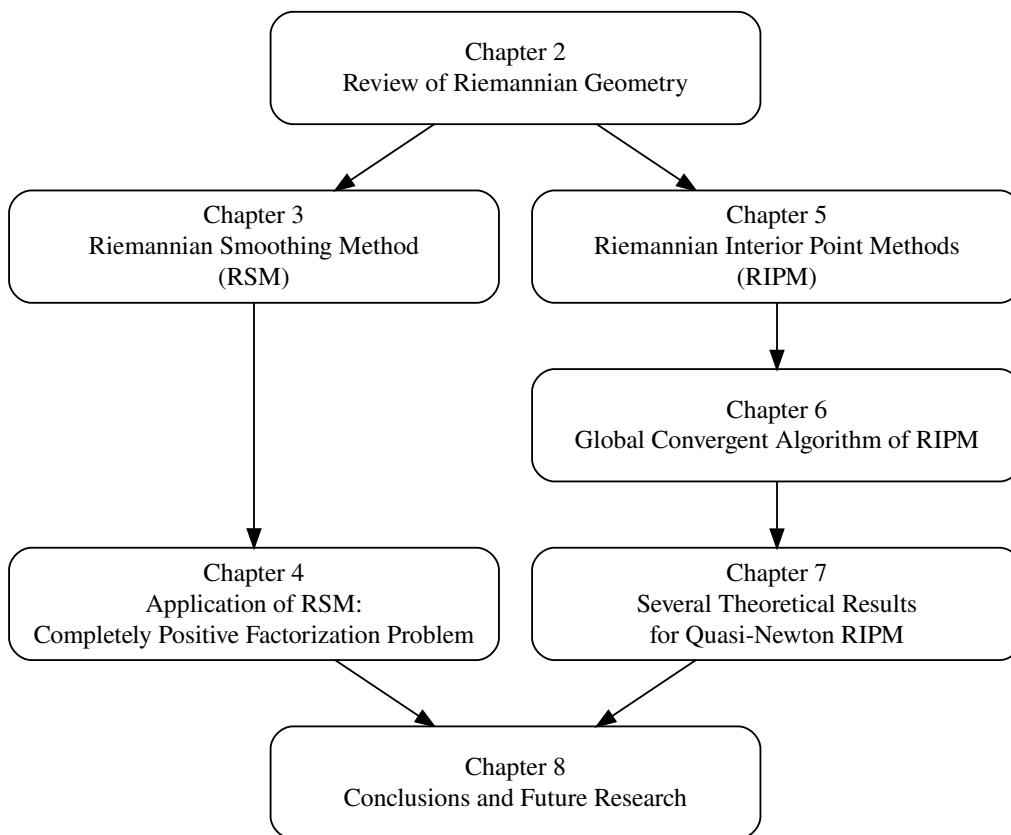 Chapter 2
Review of Riemannian Geometry
Chapter 3
Riemannian Smoothing Method
(RSM)
Chapter 5
Riemannian Interior Point Methods
(RIPM)
Chapter 6
Global Convergent Algorithm of RIPM
Chapter 4
Application of RSM:
Completely Positive Factorization Problem
Chapter 7
Several Theoretical Results
for Quasi-Newton RIPM
Chapter 8
Conclusions and Future Research